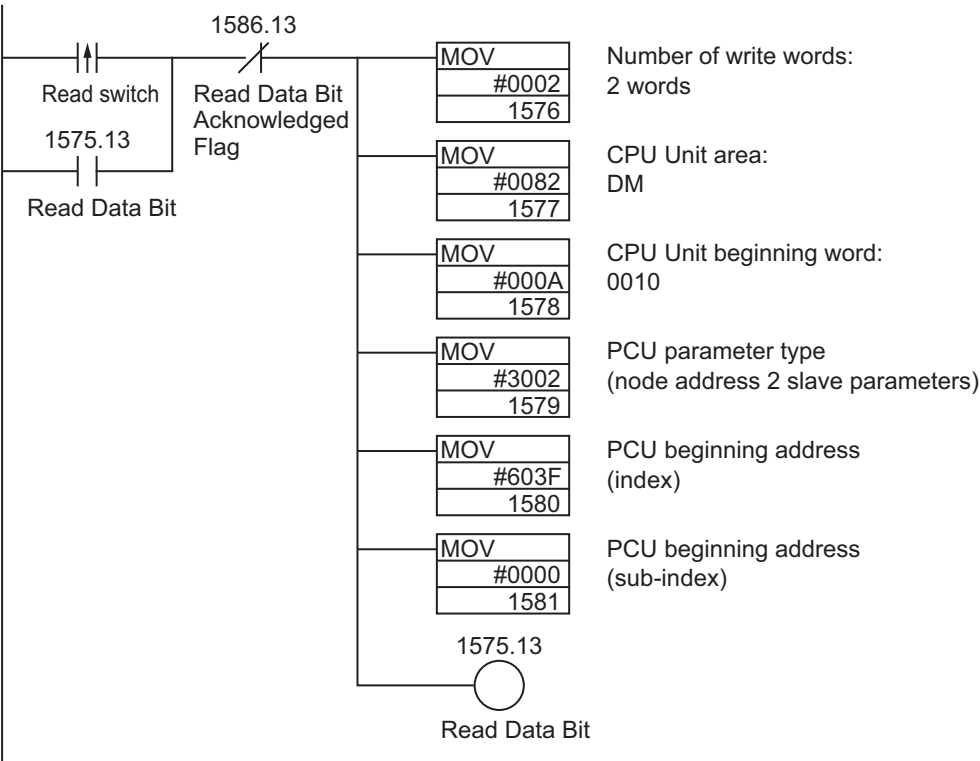 1586.13
Read switch
Read Data Bit
Acknowledged
Flag
1575.13
Read Data Bit
MOV
#0002
1576
Number of write words:
2 words
MOV
#0082
1577
CPU Unit area:
DM
MOV
#000A
1578
CPU Unit beginning word:
0010
MOV
#3002
1579
PCU parameter type
(node address 2 slave parameters)
MOV
#603F
1580
PCU beginning address
(index)
MOV
#0000
1581
PCU beginning address
(sub-index)
1575.13
Read Data Bit